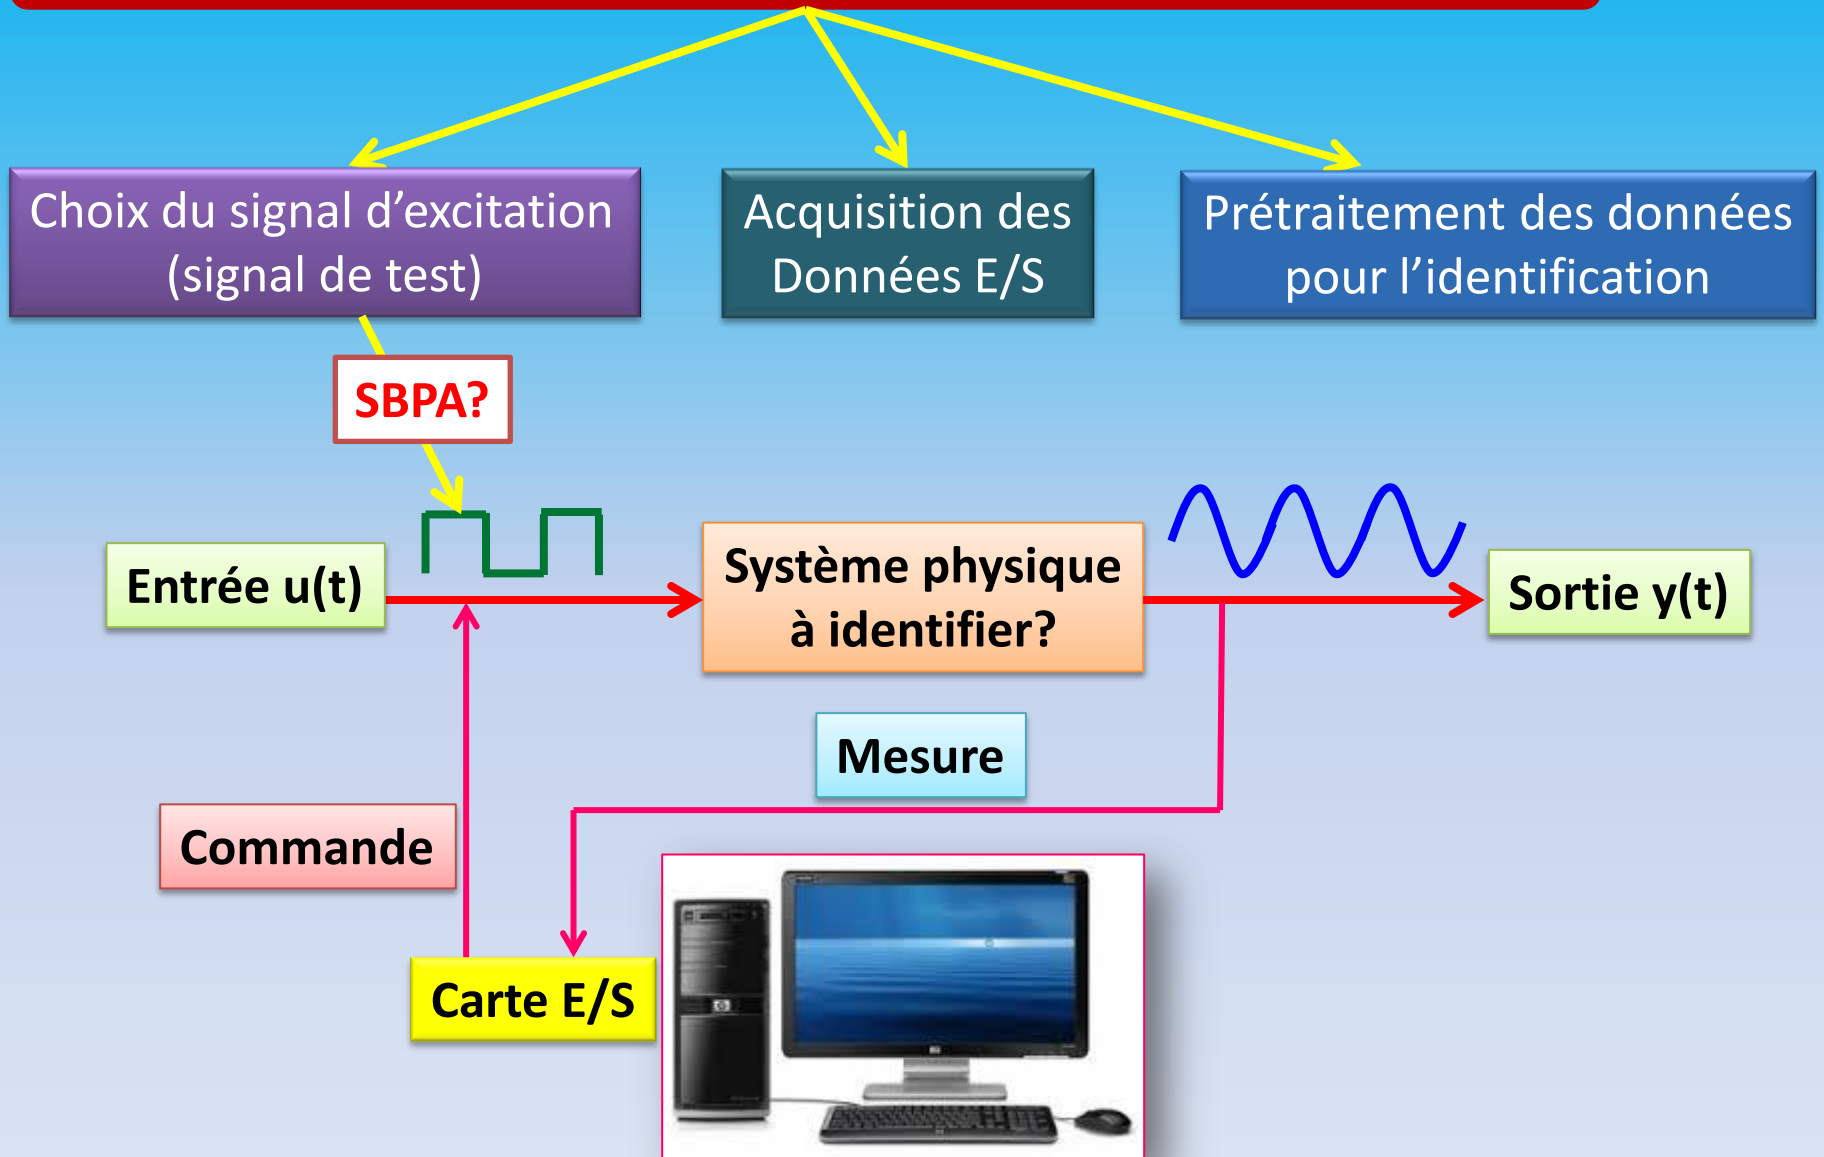 Choix du signal d’excitation
(signal de test)
Acquisition des
Données E/S
Prétraitement des données
pour l’identification
SBPA?
Entrée u(t)
Système physique
à identifier?
Sortie y(t)
Mesure
Commande
Carte E/S